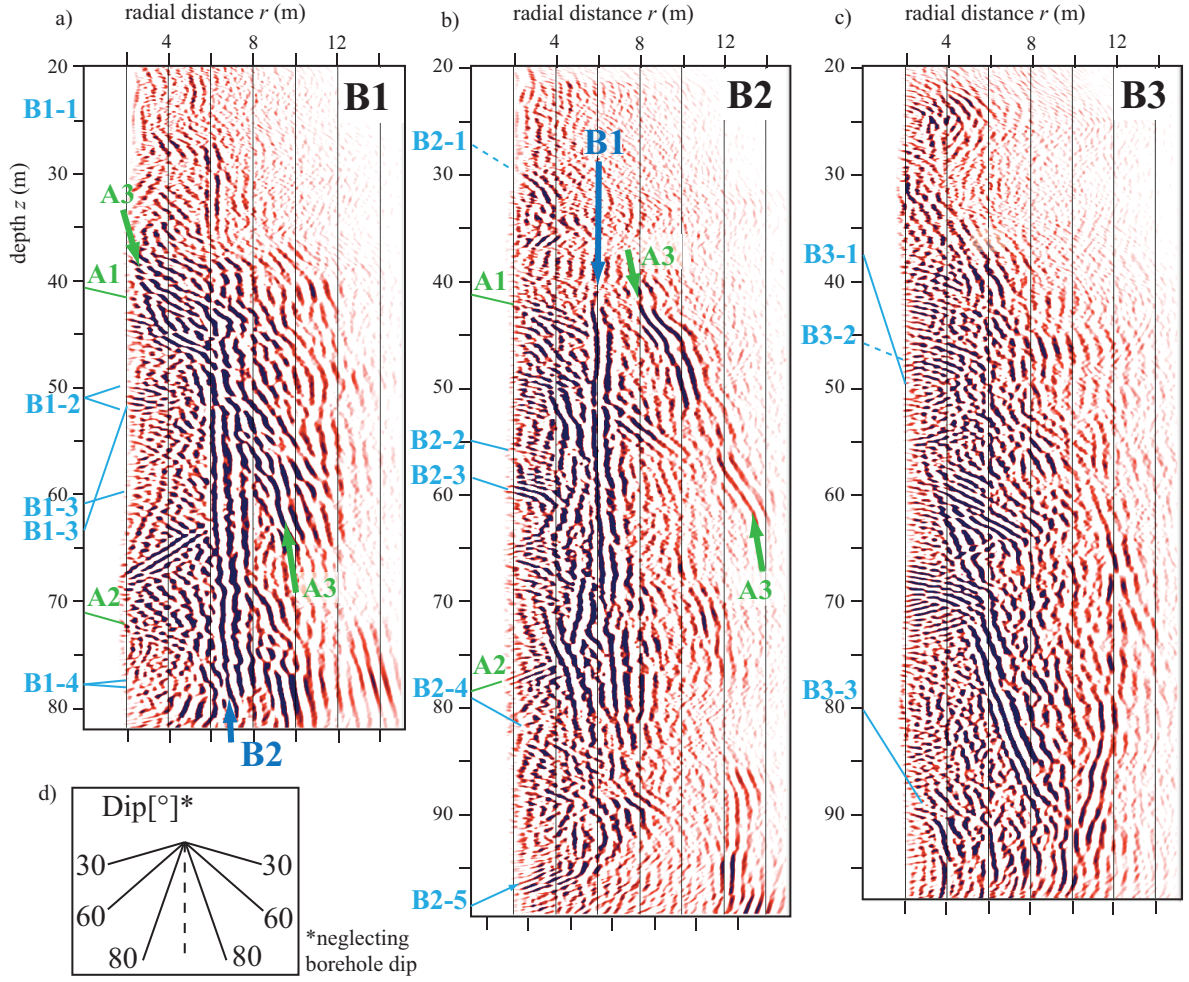 a)
radial distance r (m)
4
8
12
B1
20
30
40
50
60
70
80
depth z (m)
B1-1
A3
A1
B1-2
B1-3
B1-3
A2
B1-4
A3
B2
b)
radial distance r (m)
4
8
12
B2
20
30
40
50
60
70
80
90
B2-1
B1
A3
A1
B2-2
B2-3
A3
A2
B2-4
B2-5
c)
radial distance r (m)
4
8
12
B3
20
30
40
50
60
70
80
90
B3-1
B3-2
B3-3
d)
Dip[°]*
30
30
60
60
80
80
*neglecting
borehole dip